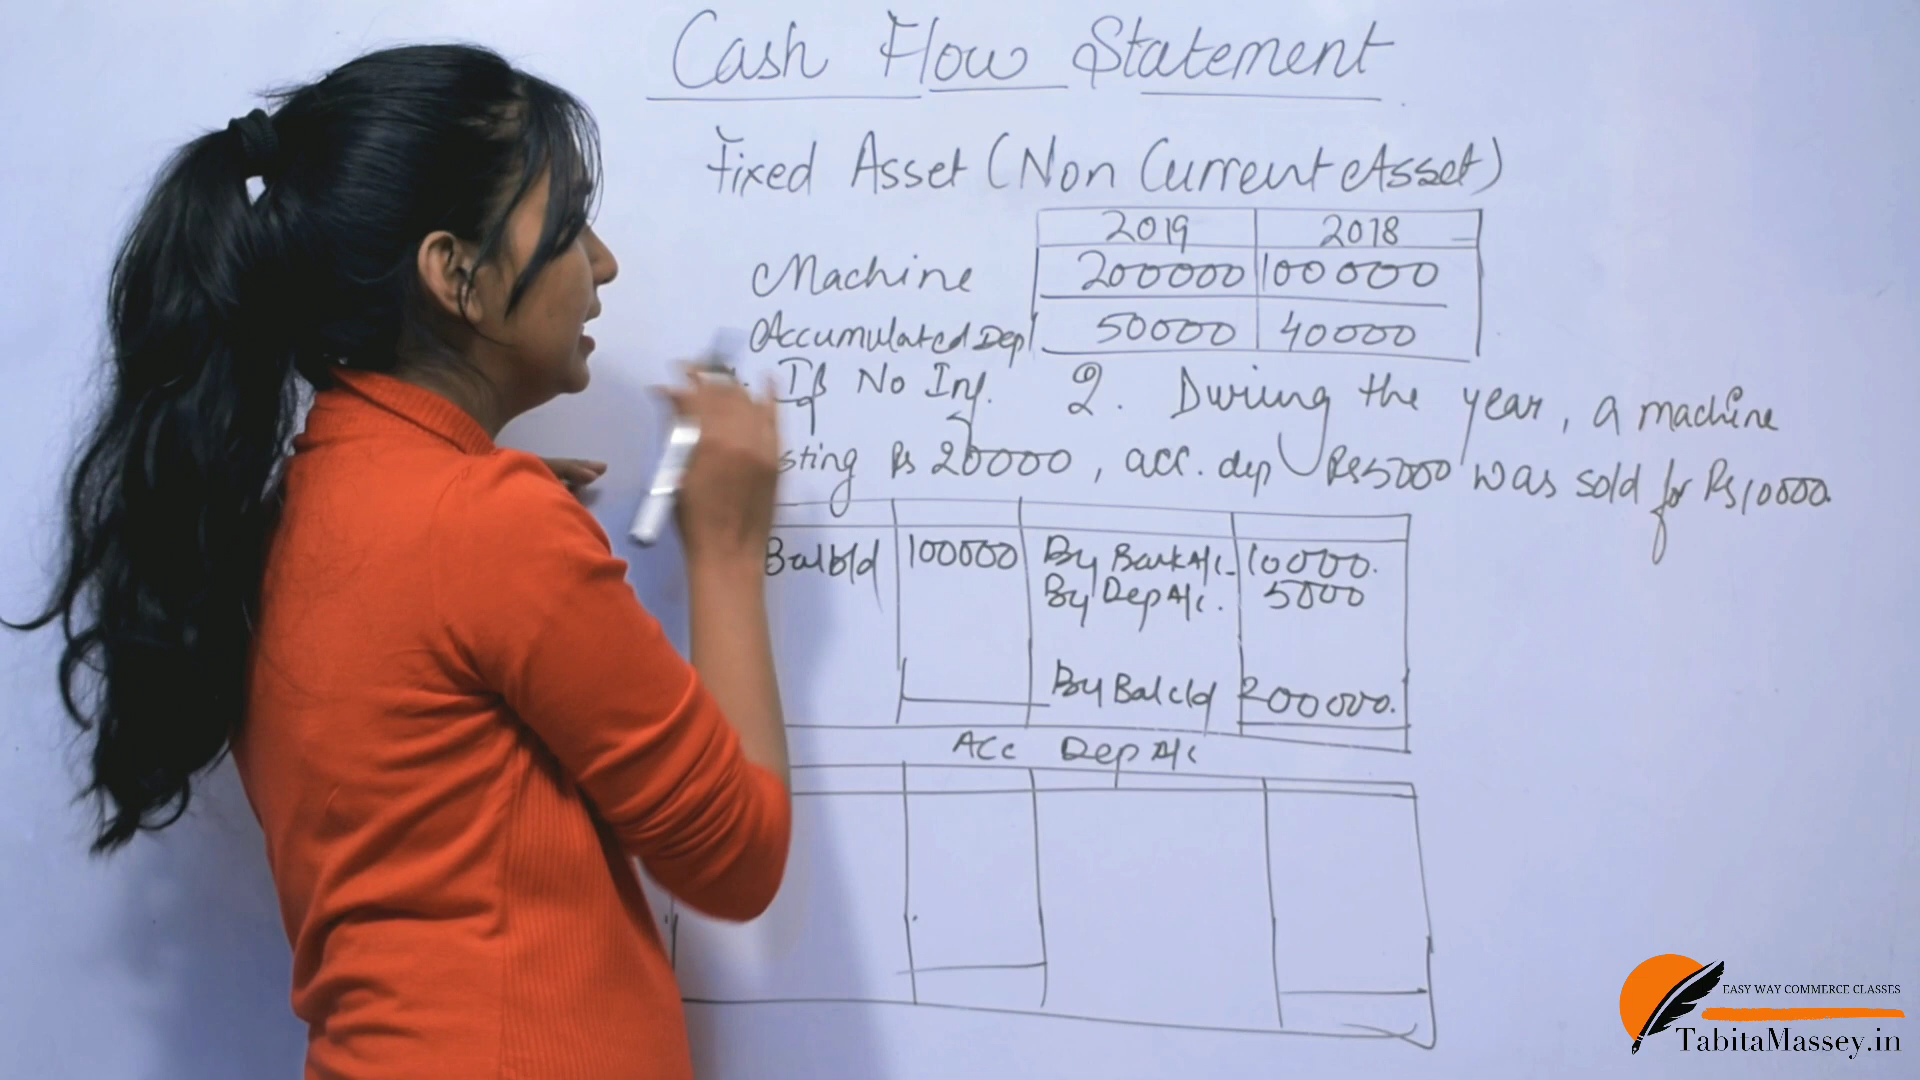 Cash Flow Statement
Fixed Asset (Non Current Asset)
2019 2018
Machine 200000 100000
Accumulated Dep 50000 40000
If No Inf. 2. During the year, a machine
sting Rs 20000, acc. dep Rs 5000 was sold for Rs 10000.
Bal b/d 100000 By Bank A/c 10000.
By Dep A/c. 5000
By Bal c/d 200000.
Acc Dep A/c
EASY WAY COMMERCE CLASSES
TabitaMassey.in